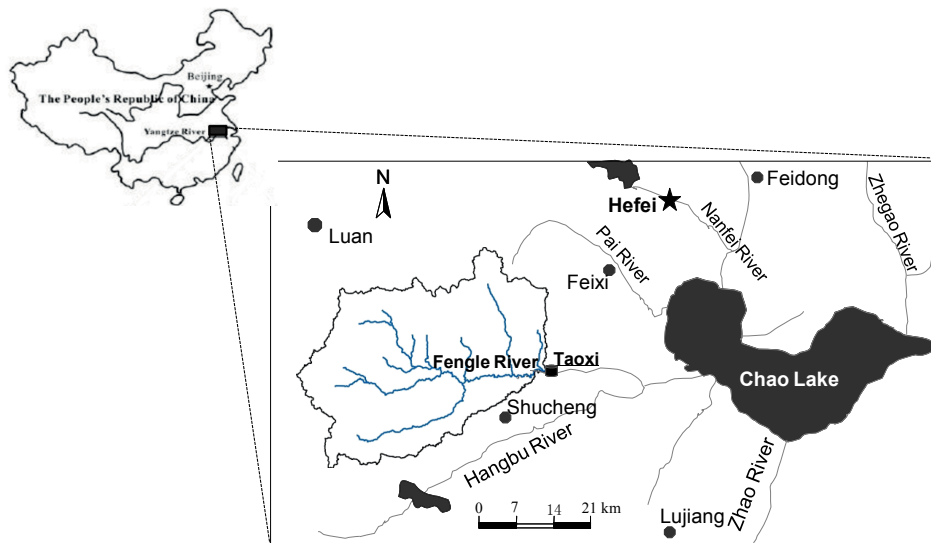 Beijing
The People's Republic of China
Yangtze River
N
Feidong
Hefei
Zhegao River
Luan
Nanfei River
Pai River
Feixi
Fengle River
Taoxi
Chao Lake
Shucheng
Hangbu River
Zhao River
0 7 14 21 km
Lujiang